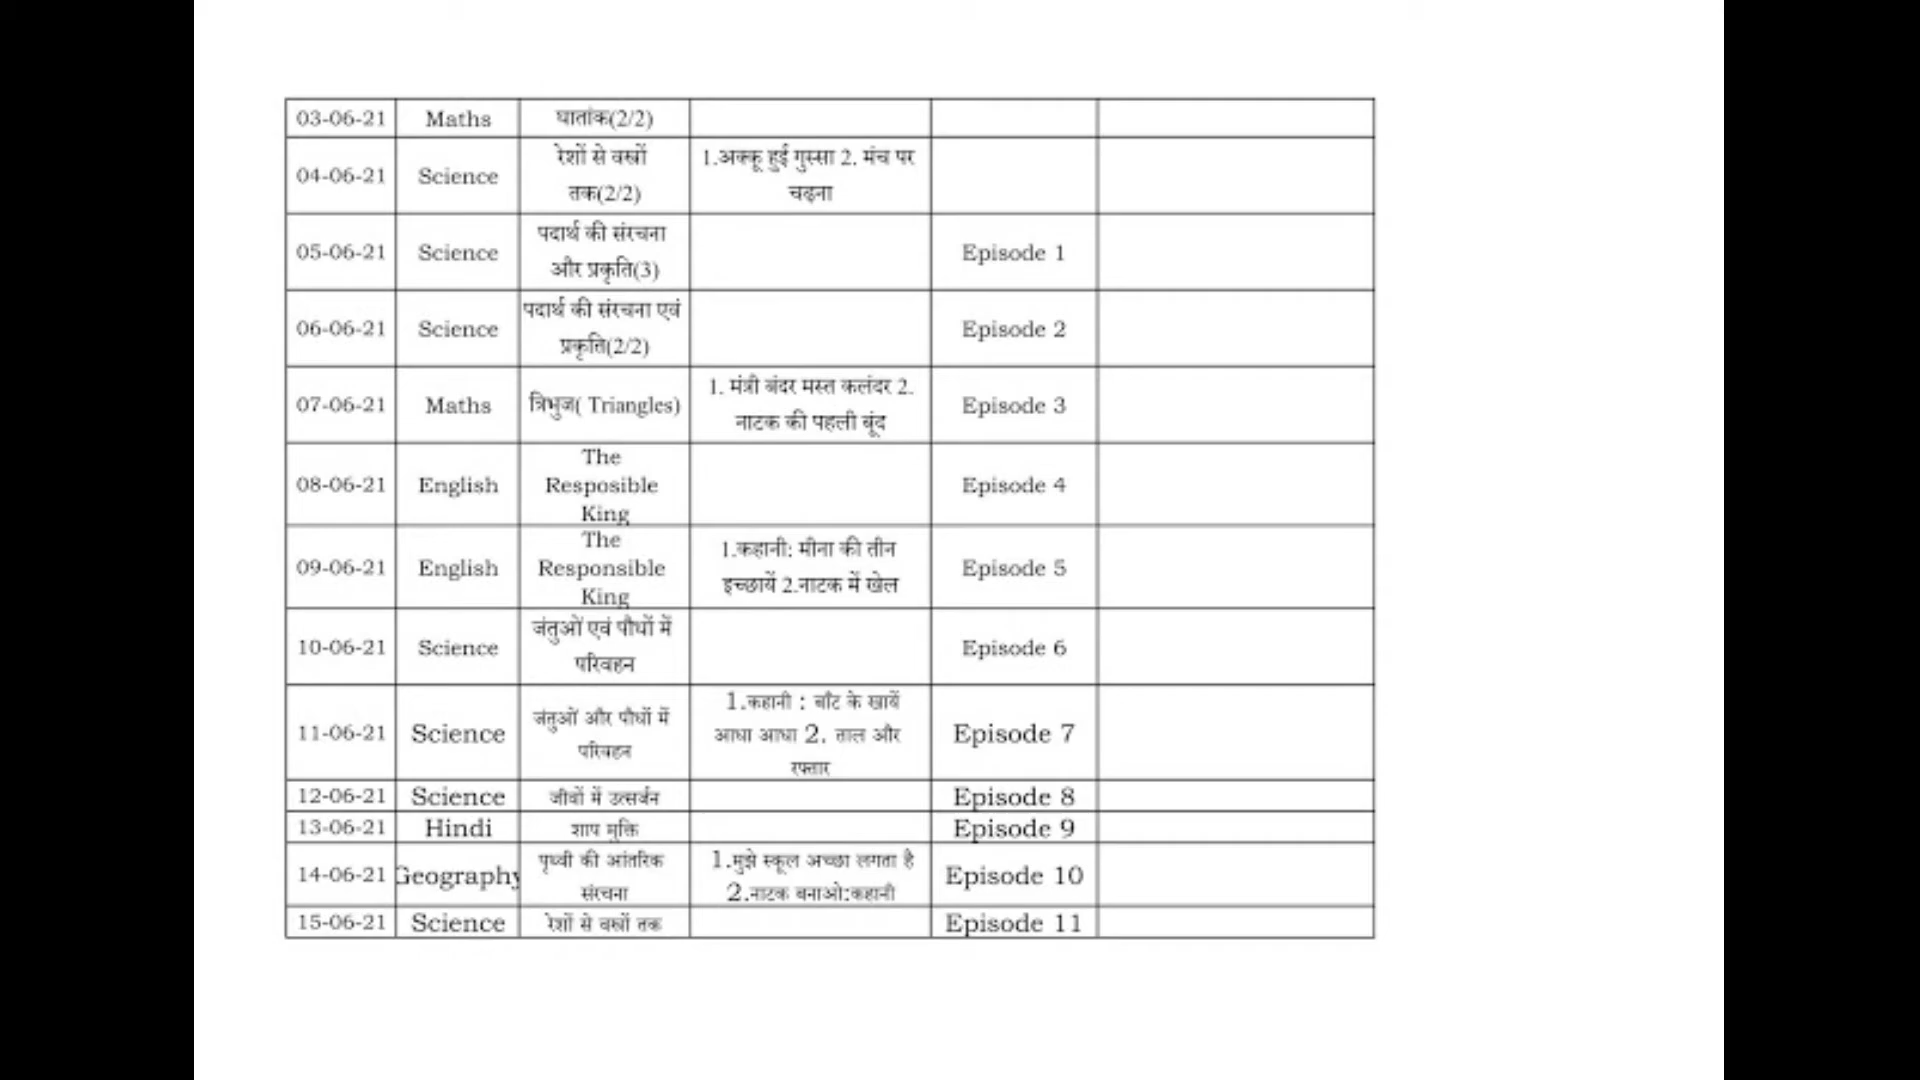 03-06-21 Maths घातांक(2/2)
04-06-21 Science रेशों से वस्त्रों तक(2/2) 1.अक्कू हुई गुस्सा 2. मंच पर चढ़ना
05-06-21 Science पदार्थ की संरचना और प्रकृति(3) Episode 1
06-06-21 Science पदार्थ की संरचना एवं प्रकृति(2/2) Episode 2
07-06-21 Maths त्रिभुज( Triangles) 1. मंत्री बंदर मस्त कलंदर 2. नाटक की पहली बूंद Episode 3
08-06-21 English The Resposible King Episode 4
09-06-21 English The Responsible King 1.कहानी: मीना की तीन इच्छायें 2.नाटक में खेल Episode 5
10-06-21 Science जंतुओं एवं पौधों में परिवहन Episode 6
11-06-21 Science जंतुओं और पौधों में परिवहन 1.कहानी : बाँट के खायें आधा आधा 2. ताल और रफ्तार Episode 7
12-06-21 Science जीवों में उत्सर्जन Episode 8
13-06-21 Hindi शाप मुक्ति Episode 9
14-06-21 Geography पृथ्वी की आंतरिक संरचना 1.मुझे स्कूल अच्छा लगता है 2.नाटक बनाओ:कहानी Episode 10
15-06-21 Science रेशों से वस्त्रों तक Episode 11